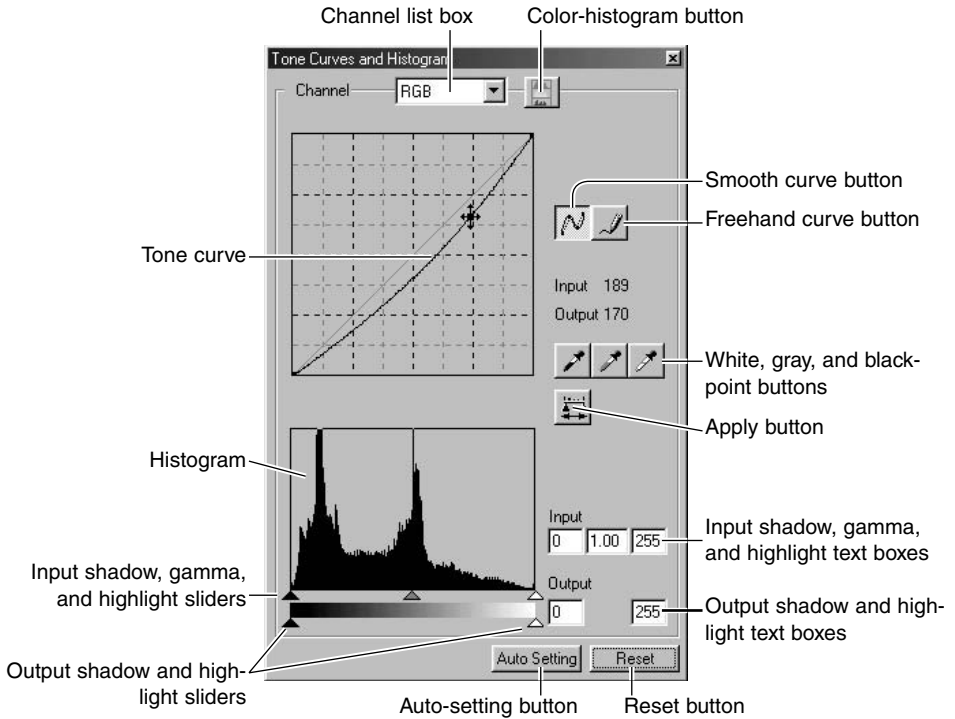 Channel list box
Color-histogram button
Tone Curves and Histogram
Channel
RGB
Smooth curve button
Freehand curve button
Tone curve
Input 189
Output 170
White, gray, and black-
point buttons
Apply button
Histogram
Input
0 1.00 255
Input shadow, gamma,
and highlight text boxes
Input shadow, gamma,
and highlight sliders
Output
0 255
Output shadow and high-
light text boxes
Output shadow and high-
light sliders
Auto Setting
Reset
Auto-setting button
Reset button